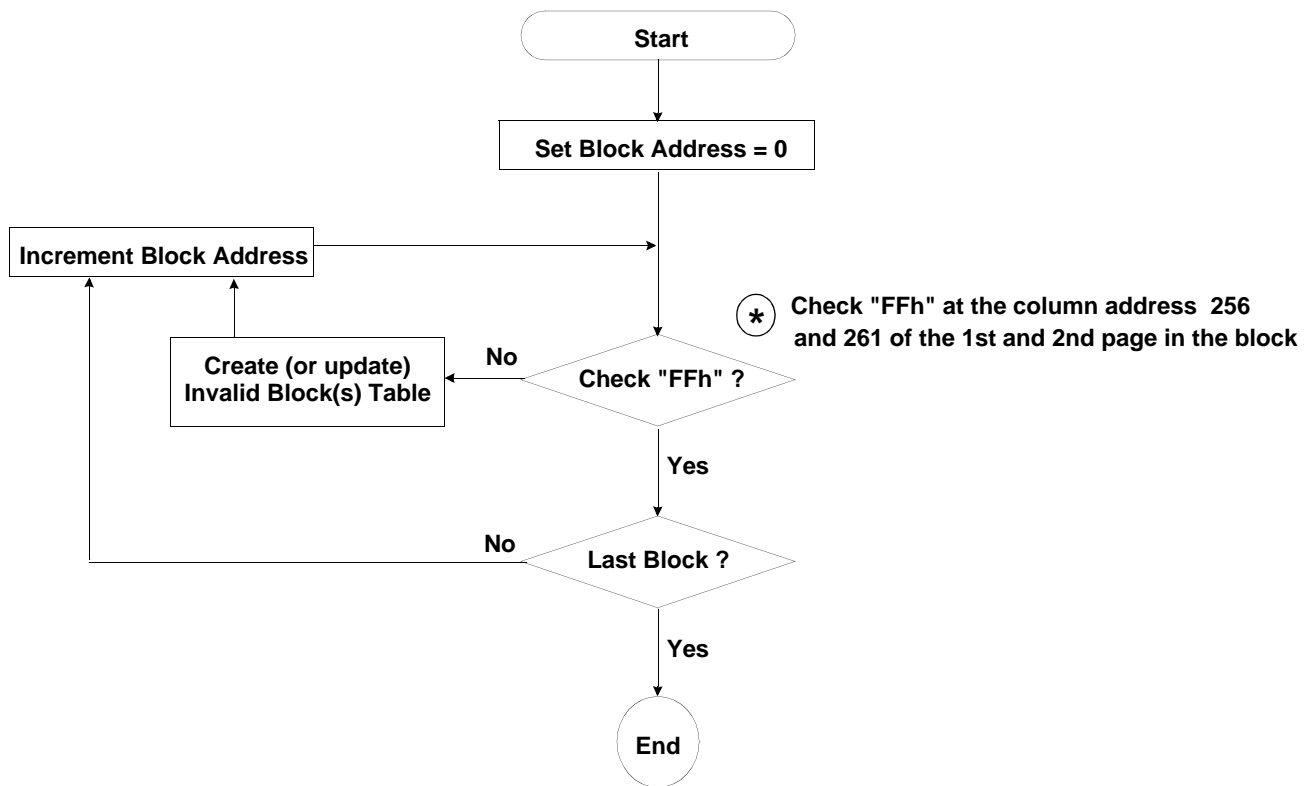 Start
Set Block Address = 0
Increment Block Address
* Check "FFh" at the column address 256
and 261 of the 1st and 2nd page in the block
Create (or update)
Invalid Block(s) Table
No
Check "FFh" ?
Yes
No
Last Block ?
Yes
End